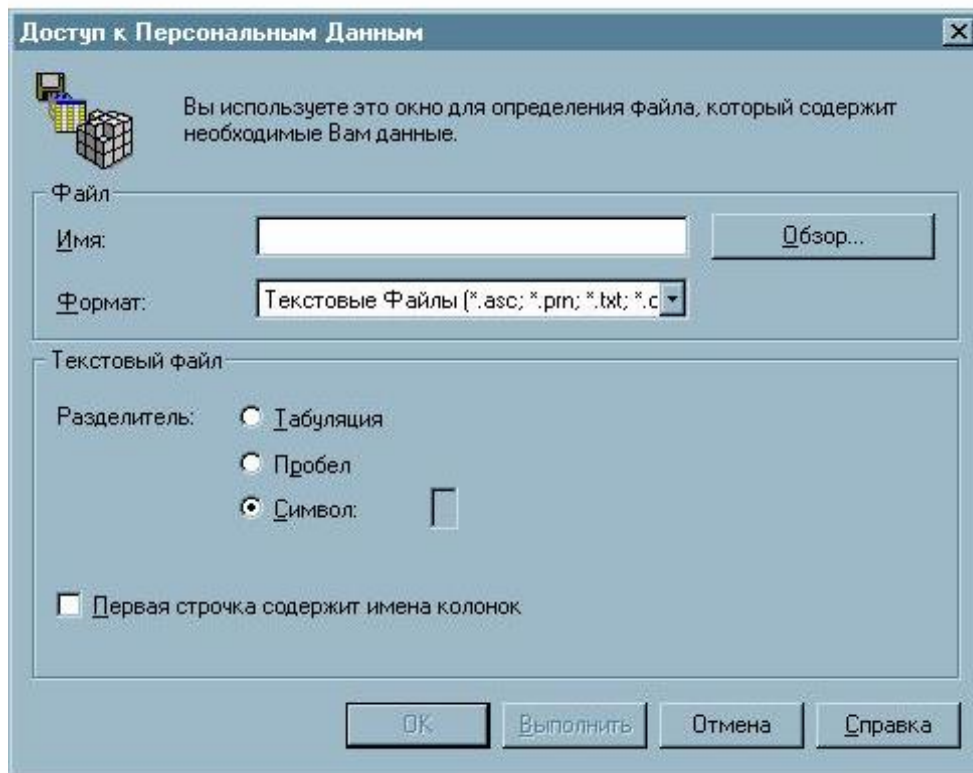 Доступ к Персональным Данным
Вы используете это окно для определения файла, который содержит
необходимые Вам данные.
Файл
Имя:
Обзор...
Формат:
Текстовые Файлы (*.asc; *.prn; *.txt; *.c
Текстовый файл
Разделитель:
Табуляция
Пробел
Символ:
Первая строчка содержит имена колонок
OK
Выполнить
Отмена
Справка